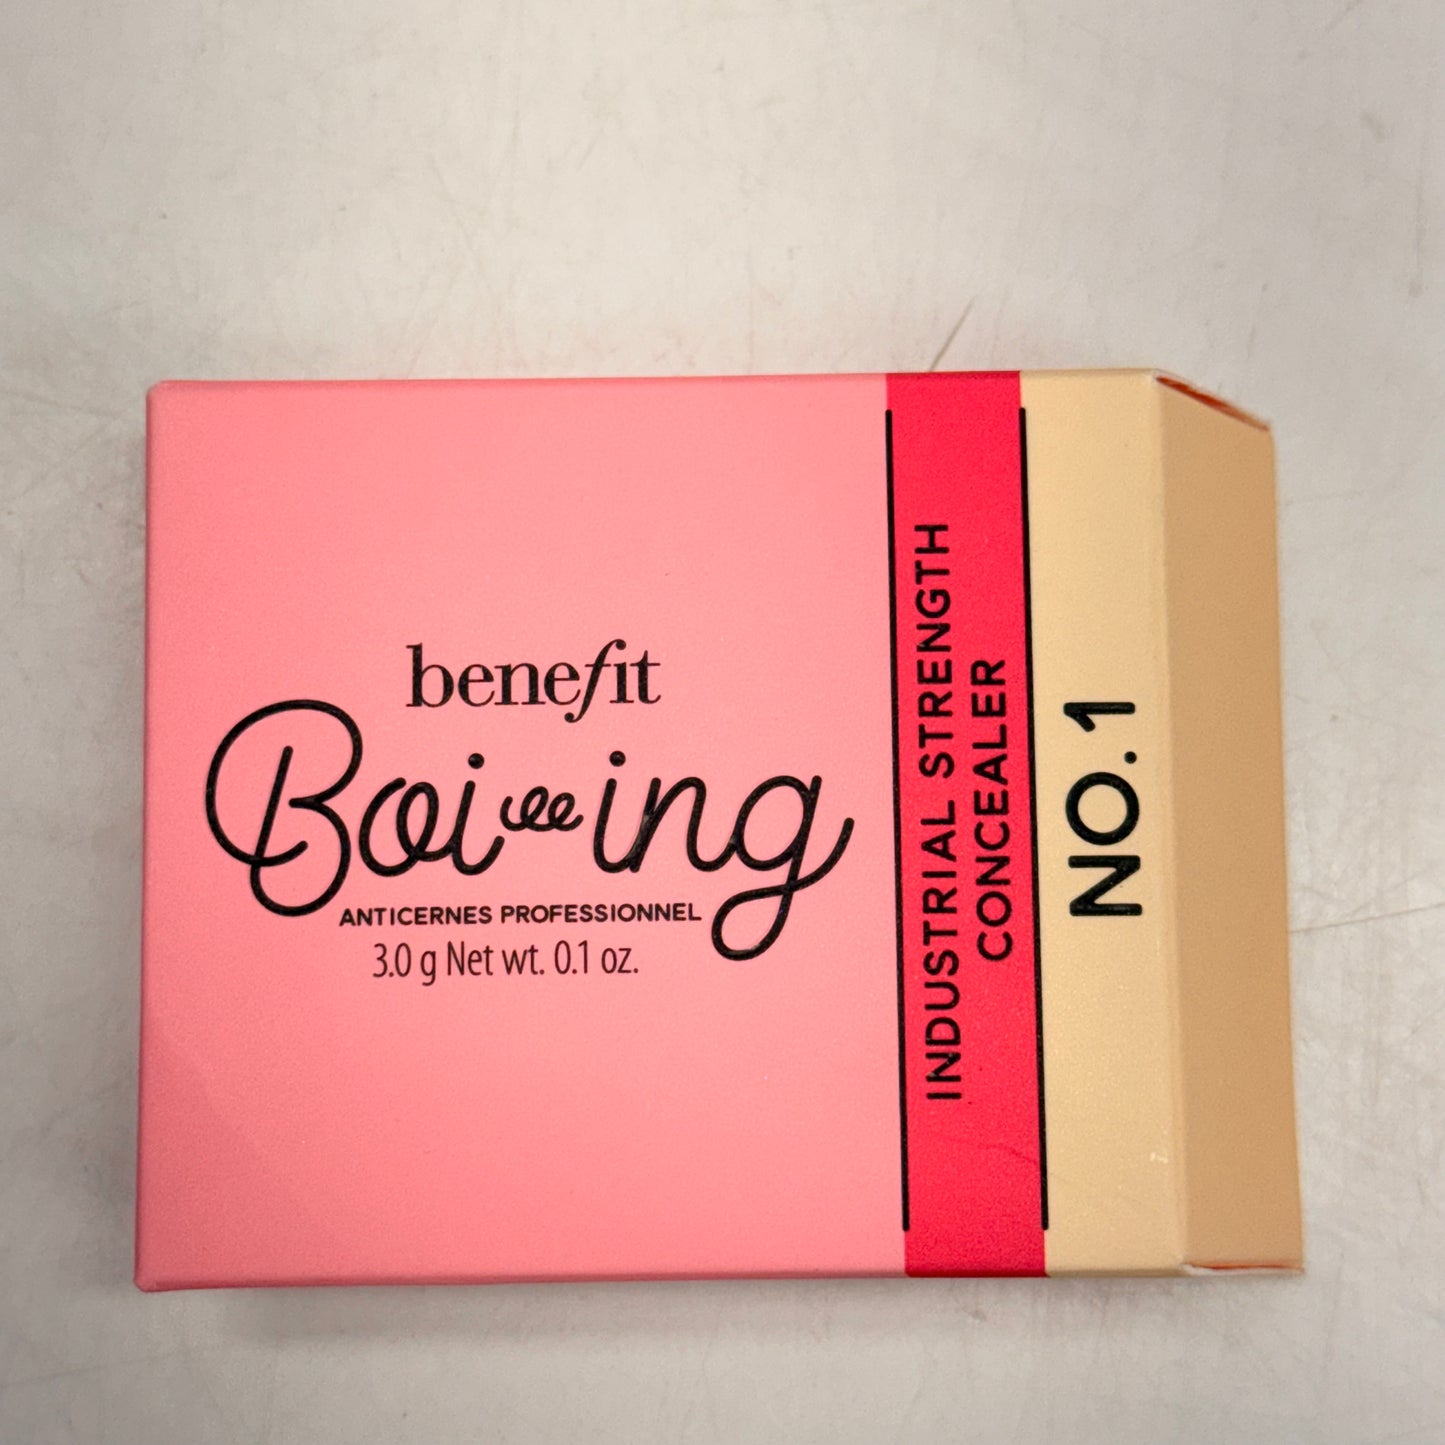 benefit
Boi-ing
ANTICERNES PROFESSIONNEL
3.0 g Net wt. 0.1 oz.
INDUSTRIAL STRENGTH
CONCEALER
NO.1